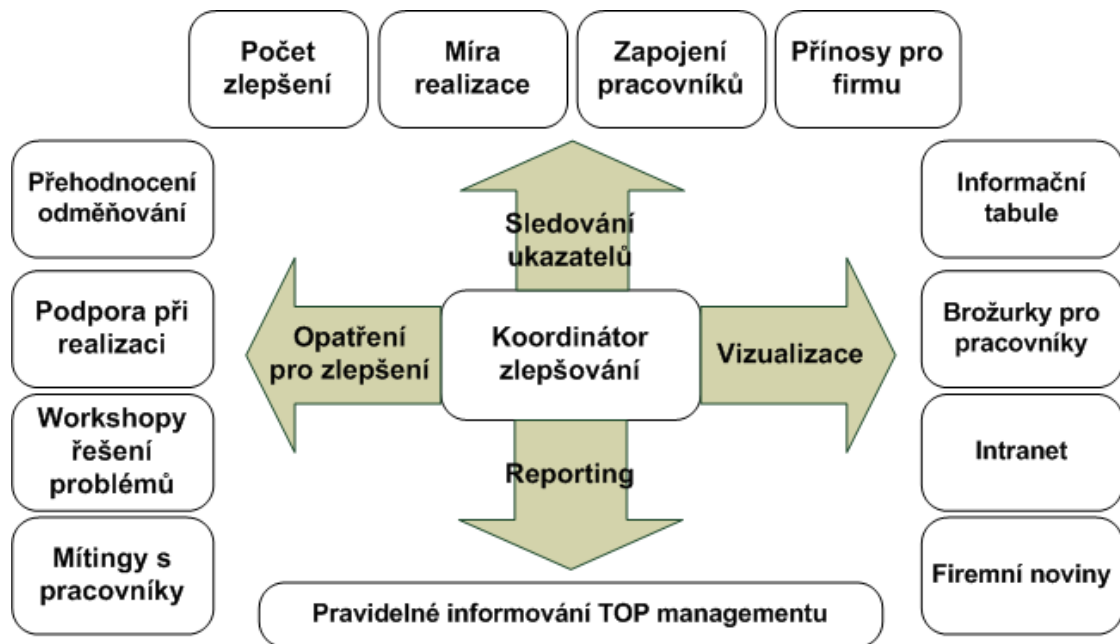 Počet
zlepšení
Míra
realizace
Zapojení
pracovníků
Přínosy pro
firmu
Přehodnocení
odměňování
Podpora při
realizaci
Workshopy
řešení
problémů
Mítingy s
pracovníky
Sledování
ukazatelů
Opatření
pro zlepšení
Koordinátor
zlepšování
Vizualizace
Reporting
Informační
tabule
Brožurky pro
pracovníky
Intranet
Firemní noviny
Pravidelné informování TOP managementu